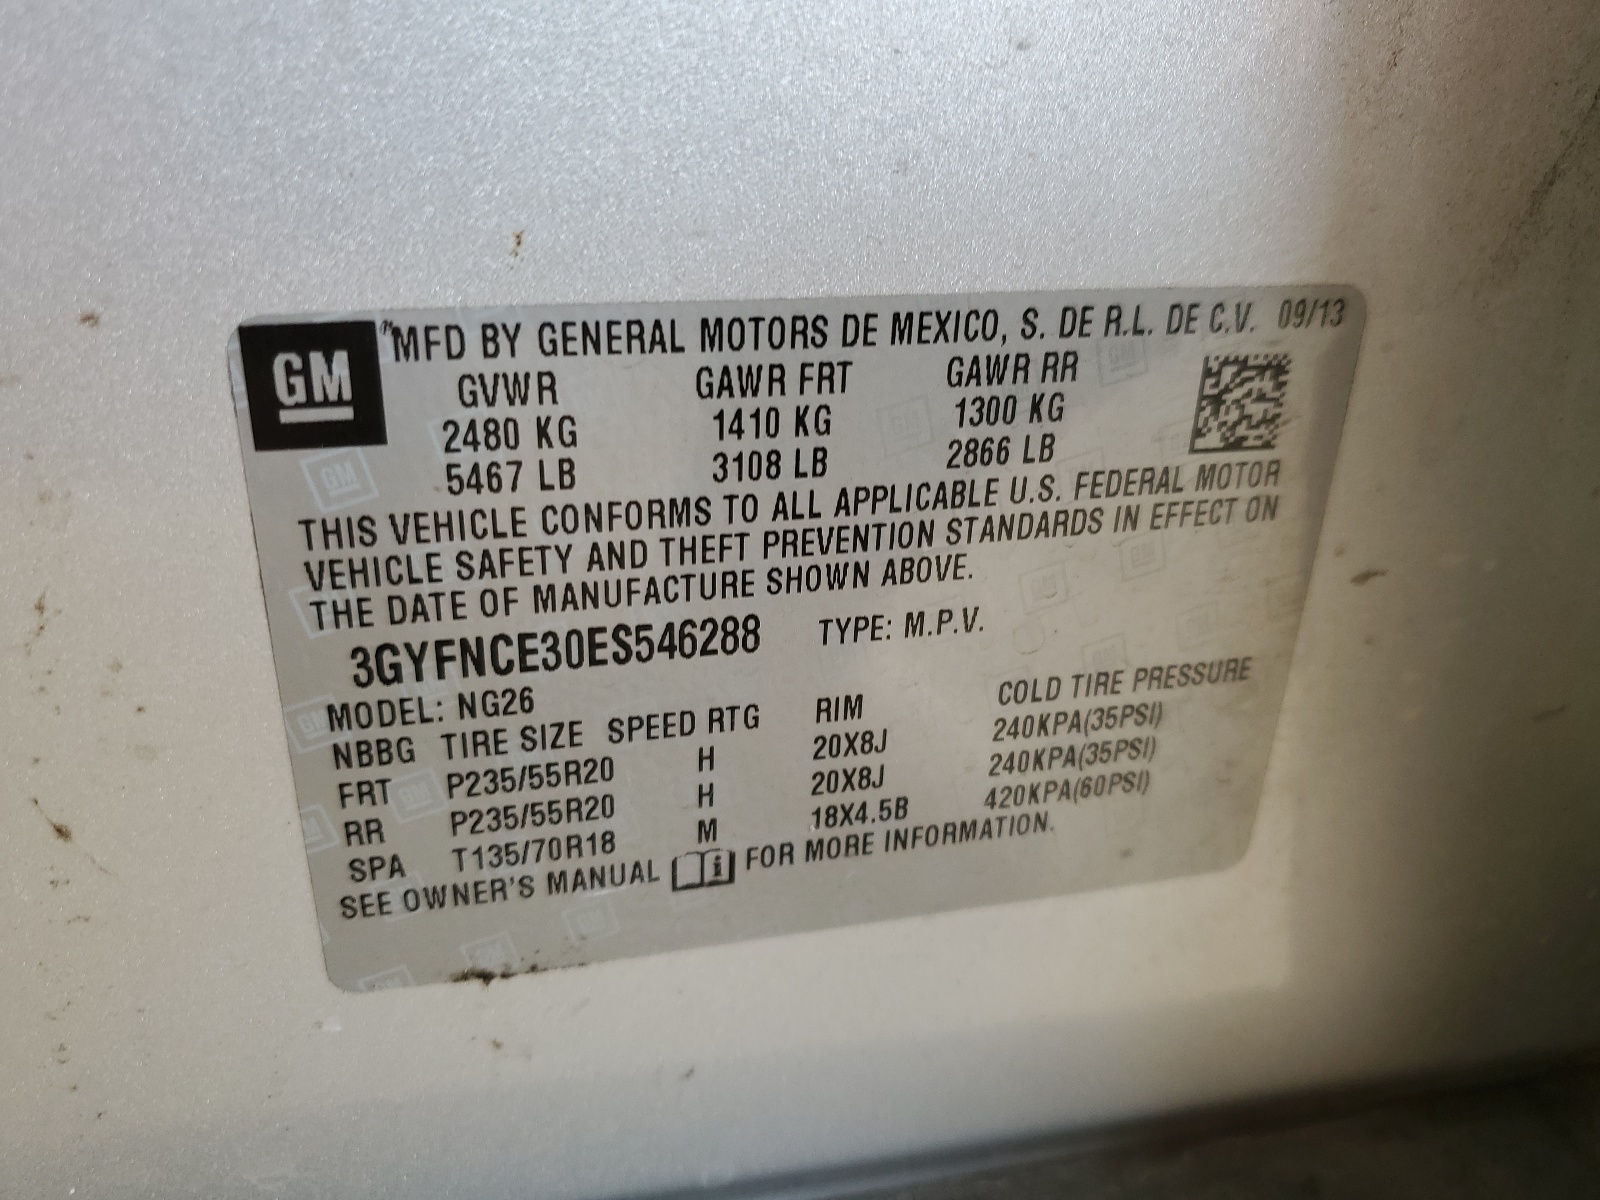 GM
MFD BY GENERAL MOTORS DE MEXICO, S. DE R.L. DE C.V. 09/13
GVWR GAWR FRT GAWR RR
2480 KG 1410 KG 1300 KG
5467 LB 3108 LB 2866 LB
THIS VEHICLE CONFORMS TO ALL APPLICABLE U.S. FEDERAL MOTOR
VEHICLE SAFETY AND THEFT PREVENTION STANDARDS IN EFFECT ON
THE DATE OF MANUFACTURE SHOWN ABOVE.
3GYFNCE30ES546288 TYPE: M.P.V.
MODEL: NG26
NBBG TIRE SIZE SPEED RTG RIM COLD TIRE PRESSURE
FRT P235/55R20 H 20X8J 240KPA(35PSI)
RR P235/55R20 H 20X8J 240KPA(35PSI)
SPA T135/70R18 M 18X4.5B 420KPA(60PSI)
SEE OWNER'S MANUAL FOR MORE INFORMATION.